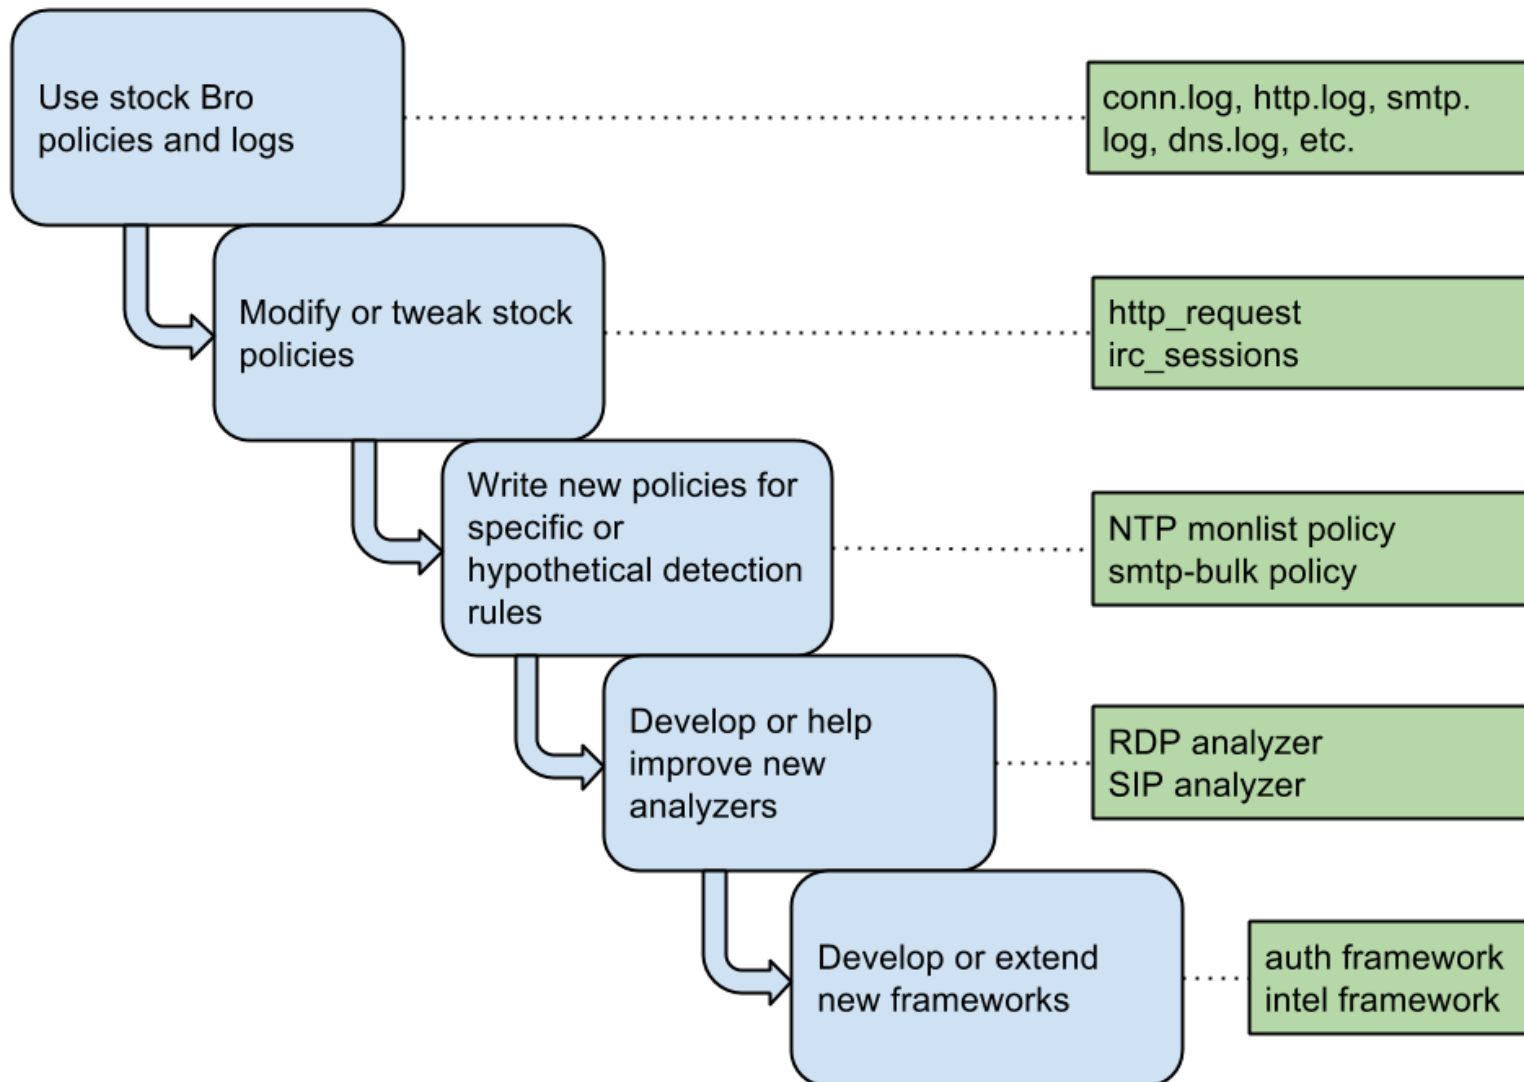 Use stock Bro
policies and logs
conn.log, http.log, smtp.
log, dns.log, etc.
Modify or tweak stock
policies
http_request
irc_sessions
Write new policies for
specific or
hypothetical detection
rules
NTP monlist policy
smtp-bulk policy
Develop or help
improve new
analyzers
RDP analyzer
SIP analyzer
Develop or extend
new frameworks
auth framework
intel framework